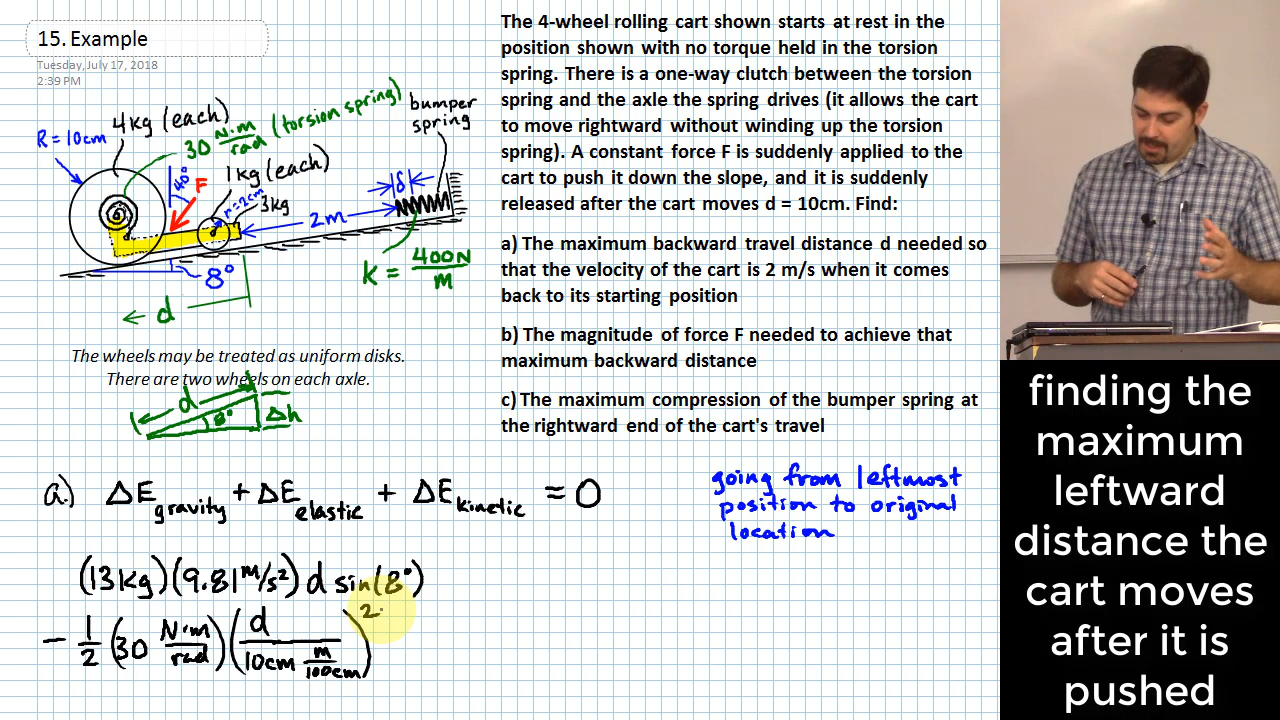 15. Example
Tuesday, July 17, 2018
2:39 PM
R = 10cm
4kg (each)
30 N·m/rad (torsion spring)
bumper
spring
40°
F
1kg (each)
r=2cm
3kg
δ
2m
8°
k = 400N/m
d
The wheels may be treated as uniform disks.
There are two wheels on each axle.
d
8°
Δh
The 4-wheel rolling cart shown starts at rest in the
position shown with no torque held in the torsion
spring. There is a one-way clutch between the torsion
spring and the axle the spring drives (it allows the cart
to move rightward without winding up the torsion
spring). A constant force F is suddenly applied to the
cart to push it down the slope, and it is suddenly
released after the cart moves d = 10cm. Find:
a) The maximum backward travel distance d needed so
that the velocity of the cart is 2 m/s when it comes
back to its starting position
b) The magnitude of force F needed to achieve that
maximum backward distance
c) The maximum compression of the bumper spring at
the rightward end of the cart's travel
a.) ΔE gravity + ΔE elastic + ΔE kinetic = 0
going from leftmost
position to original
location
(13kg)(9.81 m/s²) d sin(8°)
- 1/2 (30 N·m/rad)(d / 10cm m/100cm)²
finding the
maximum
leftward
distance the
cart moves
after it is
pushed